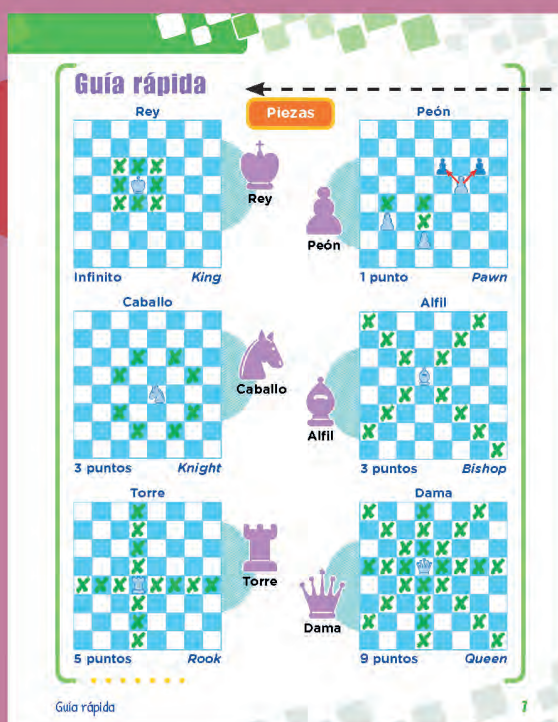 Guía rápida
Piezas
Rey
Rey
Infinito King
Peón
Peón
1 punto Pawn
Caballo
Caballo
3 puntos Knight
Alfil
Alfil
3 puntos Bishop
Torre
Torre
5 puntos Rook
Dama
Dama
9 puntos Queen
Guía rápida 7